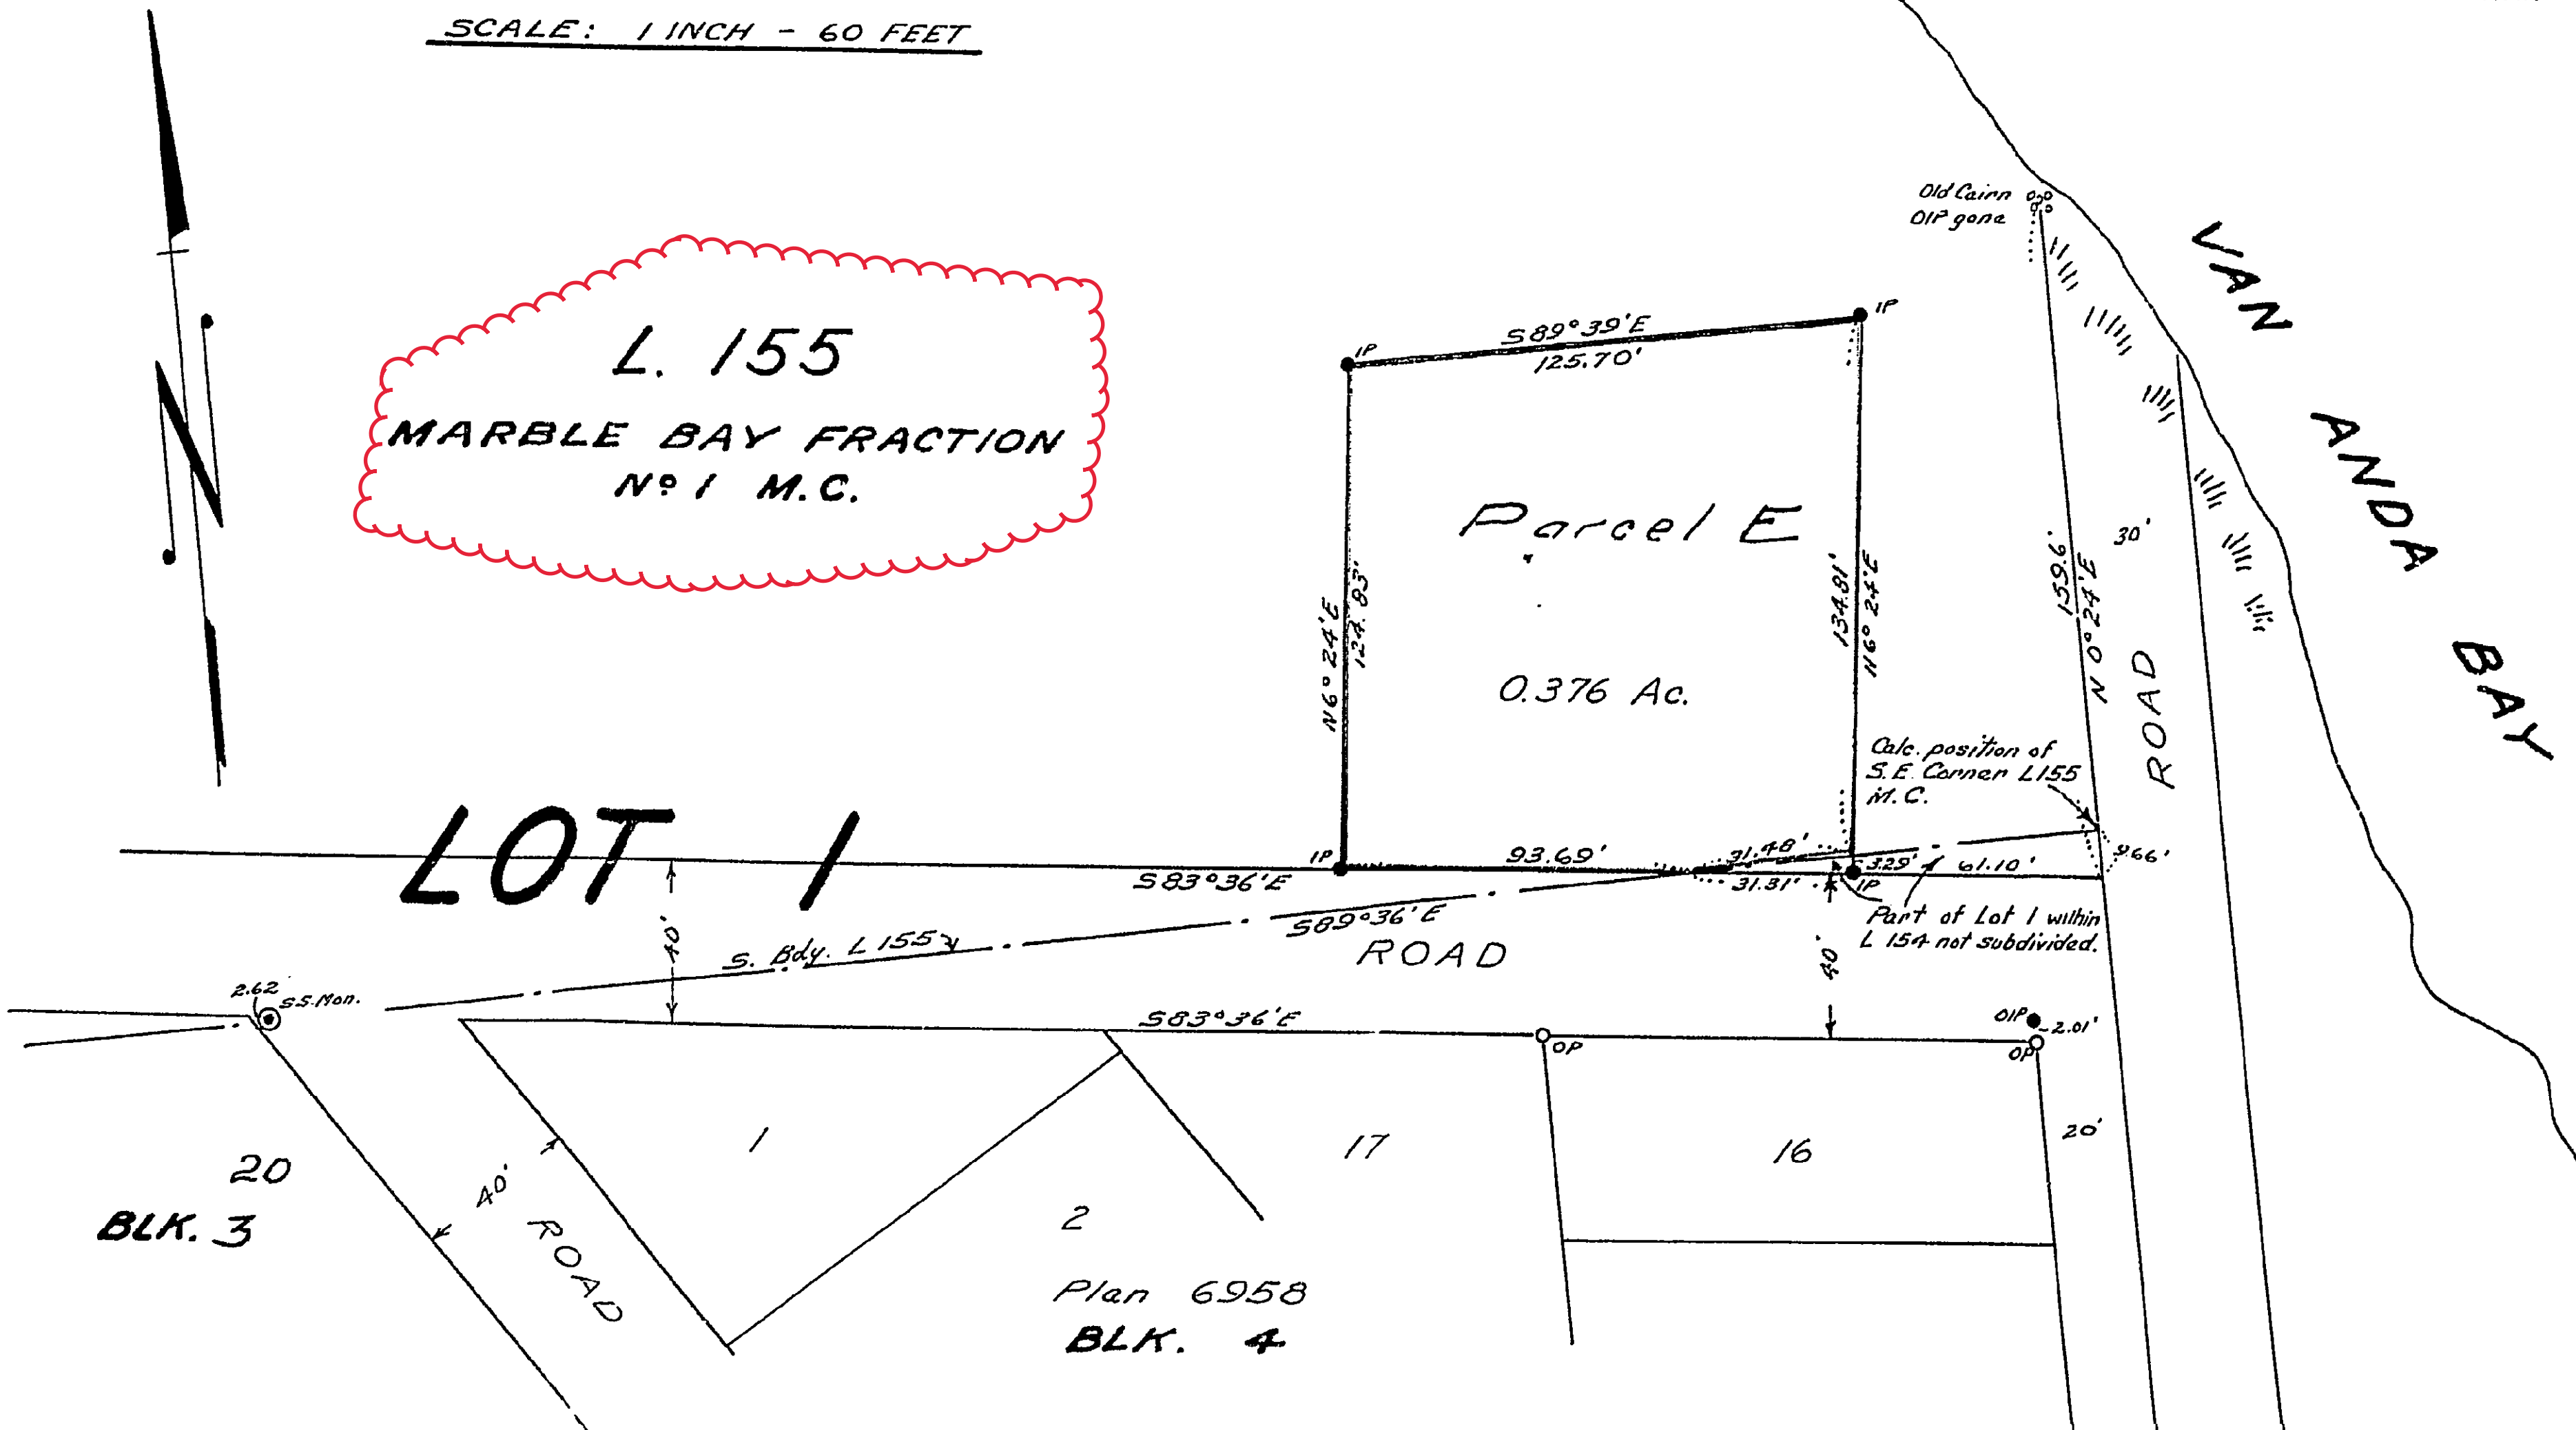 SCALE: 1 INCH - 60 FEET
L. 155
MARBLE BAY FRACTION
Nº 1 M.C.
N
LOT 1
Old Cairn
OIP gone
VAN ANDA BAY
IP
IP
S89°39'E
125.70'
Parcel E
0.376 Ac.
N6° 24'E
124.83'
134.81'
N6° 24'E
159.6'
N 0° 24'E
30'
ROAD
Calc. position of
S.E. Corner L155
M.C.
IP
93.69'
31.48'
3.29'
61.10'
9.66'
S83°36'E
31.31'
IP
S89°36'E
S. Bdy. L 155
ROAD
40'
40'
Part of Lot 1 within
L 154 not subdivided.
2.62
S.S. Mon.
S83°36'E
OP
OIP
2.01'
OP
20
BLK. 3
40' ROAD
1
2
17
16
20'
Plan 6958
BLK. 4